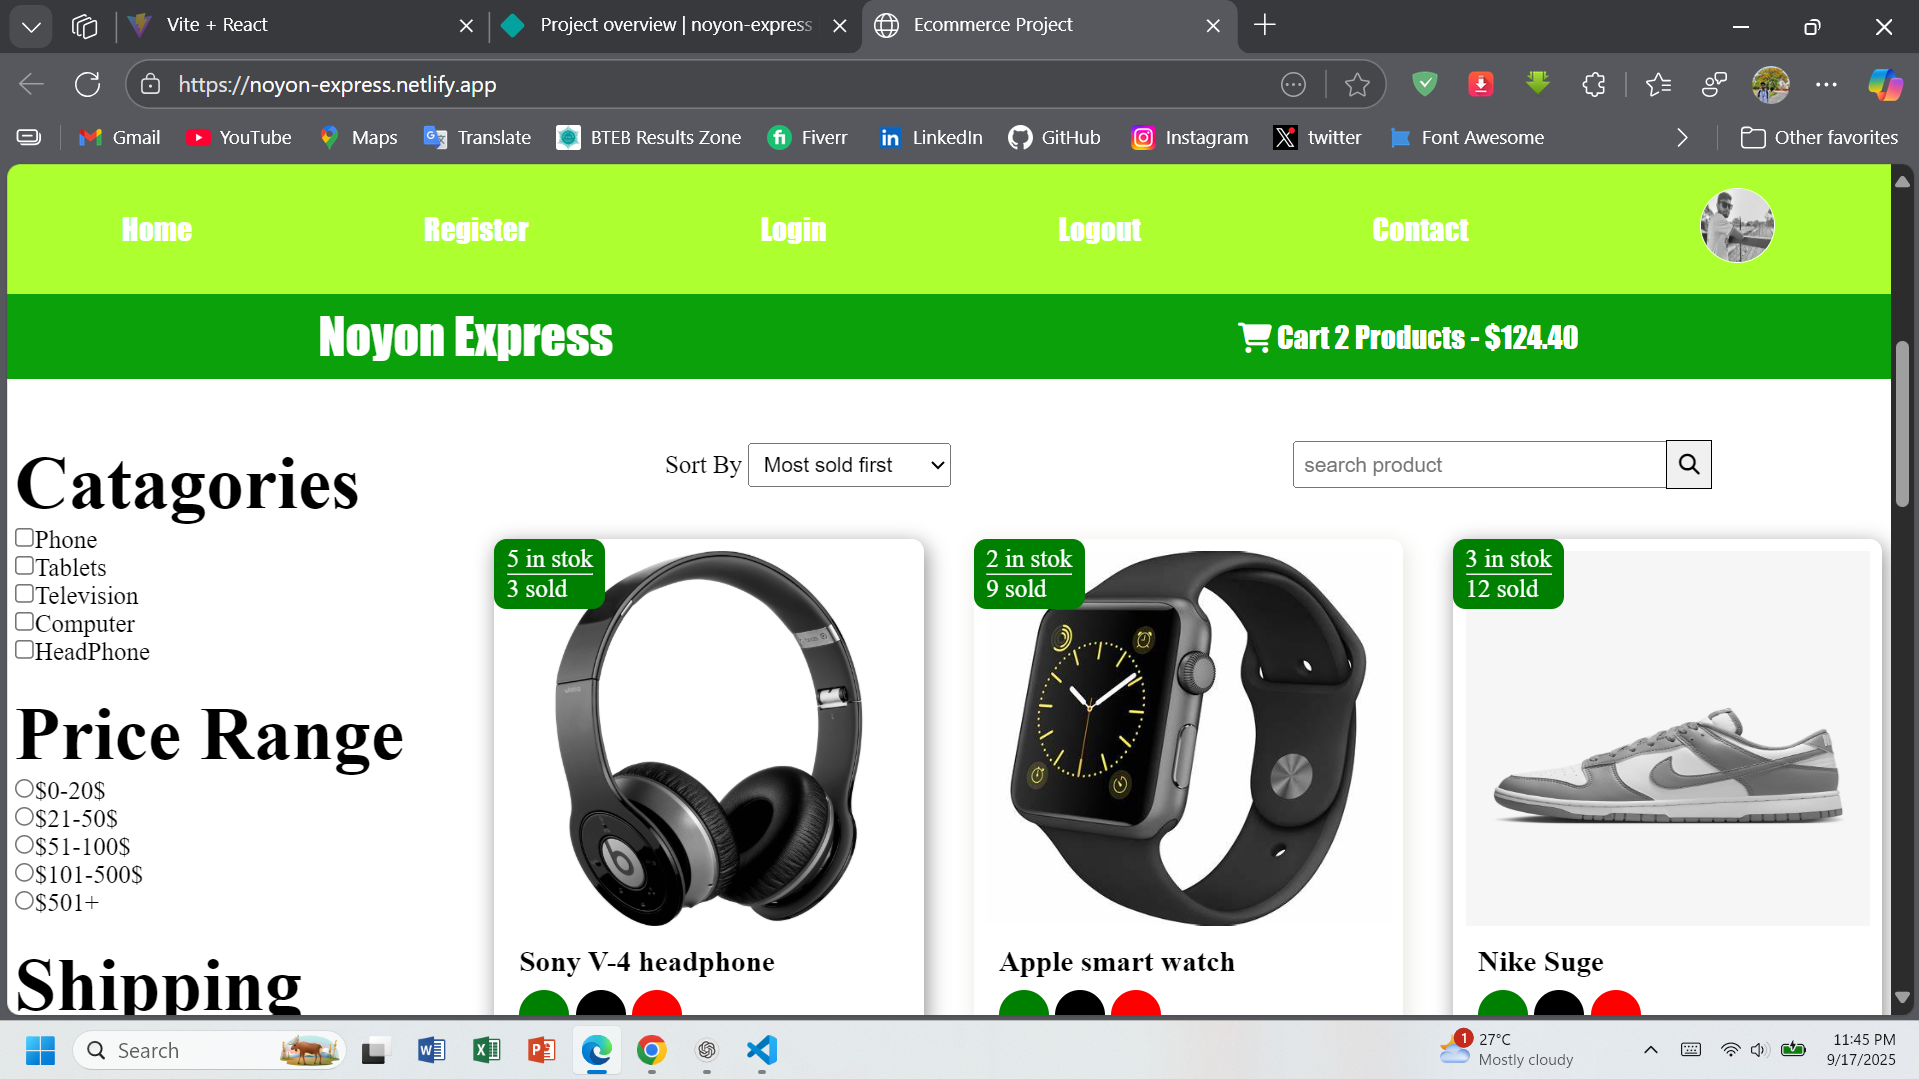 Vite + React
Project overview | noyon-express
Ecommerce Project
https://noyon-express.netlify.app
Gmail
YouTube
Maps
Translate
BTEB Results Zone
Fiverr
LinkedIn
GitHub
Instagram
twitter
Font Awesome
Other favorites
Home
Register
Login
Logout
Contact
Noyon Express
Cart 2 Products - $124.40
Catagories
Phone
Tablets
Television
Computer
HeadPhone
Price Range
$0-20$
$21-50$
$51-100$
$101-500$
$501+
Shipping
Sort By
Most sold first
search product
5 in stok
3 sold
Sony V-4 headphone
2 in stok
9 sold
Apple smart watch
3 in stok
12 sold
Nike Suge
Search
1
27°C
Mostly cloudy
11:45 PM
9/17/2025